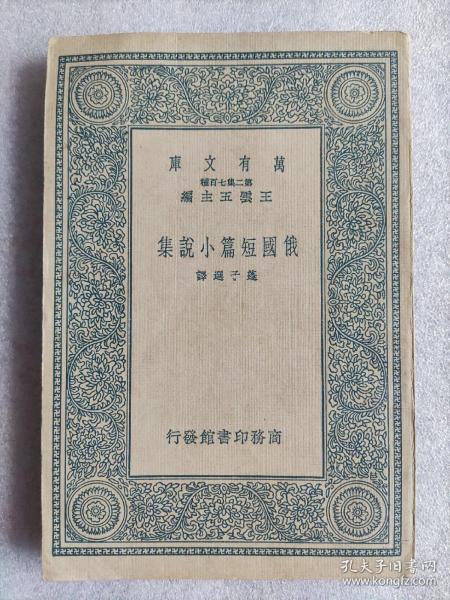 庫文有萬
種百七集二第
編主五雲王
集說小篇短國俄
譯選子蓬
行發館書印務商
孔夫子旧书网
www.kongfz.com